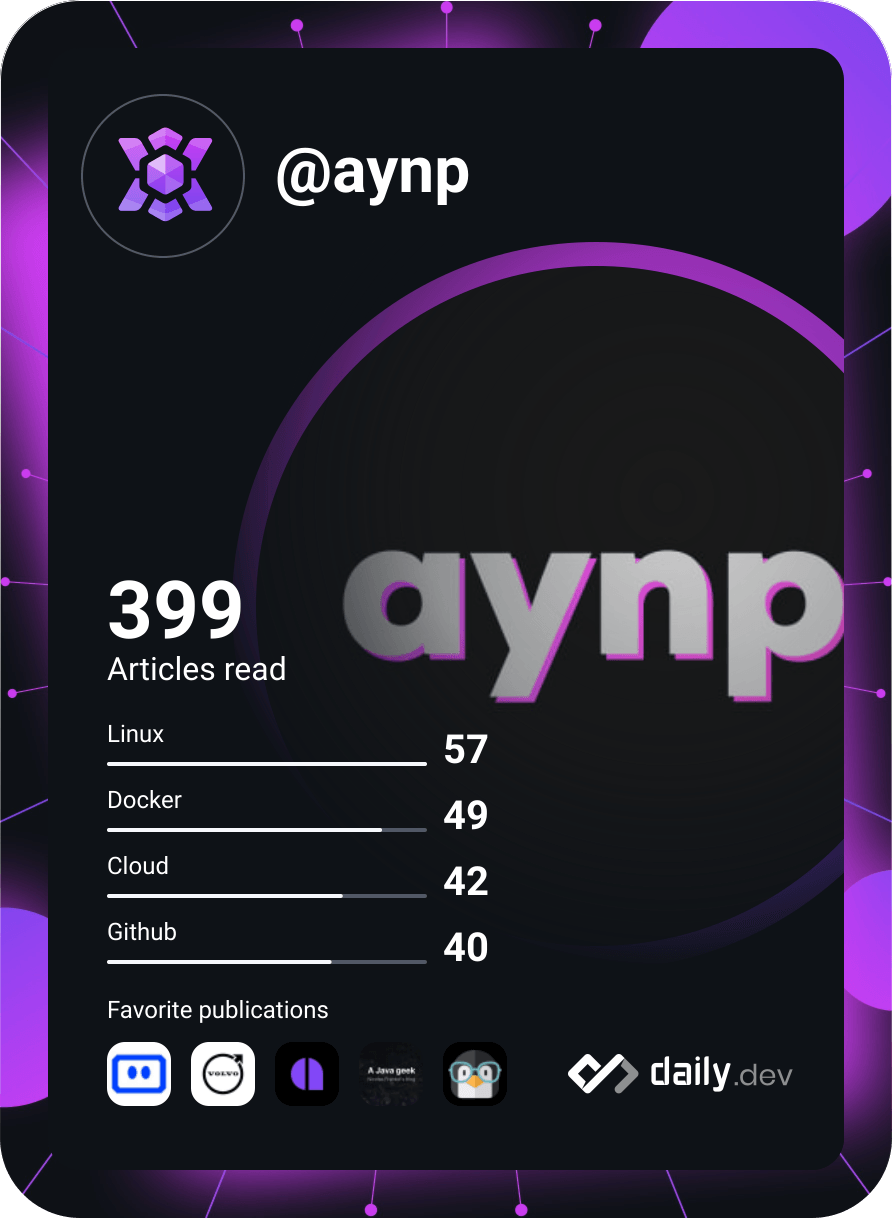 @aynp
aynp
399
Articles read
Linux
57
Docker
49
Cloud
42
Github
40
Favorite publications
VOLVO
A Java geek
daily.dev